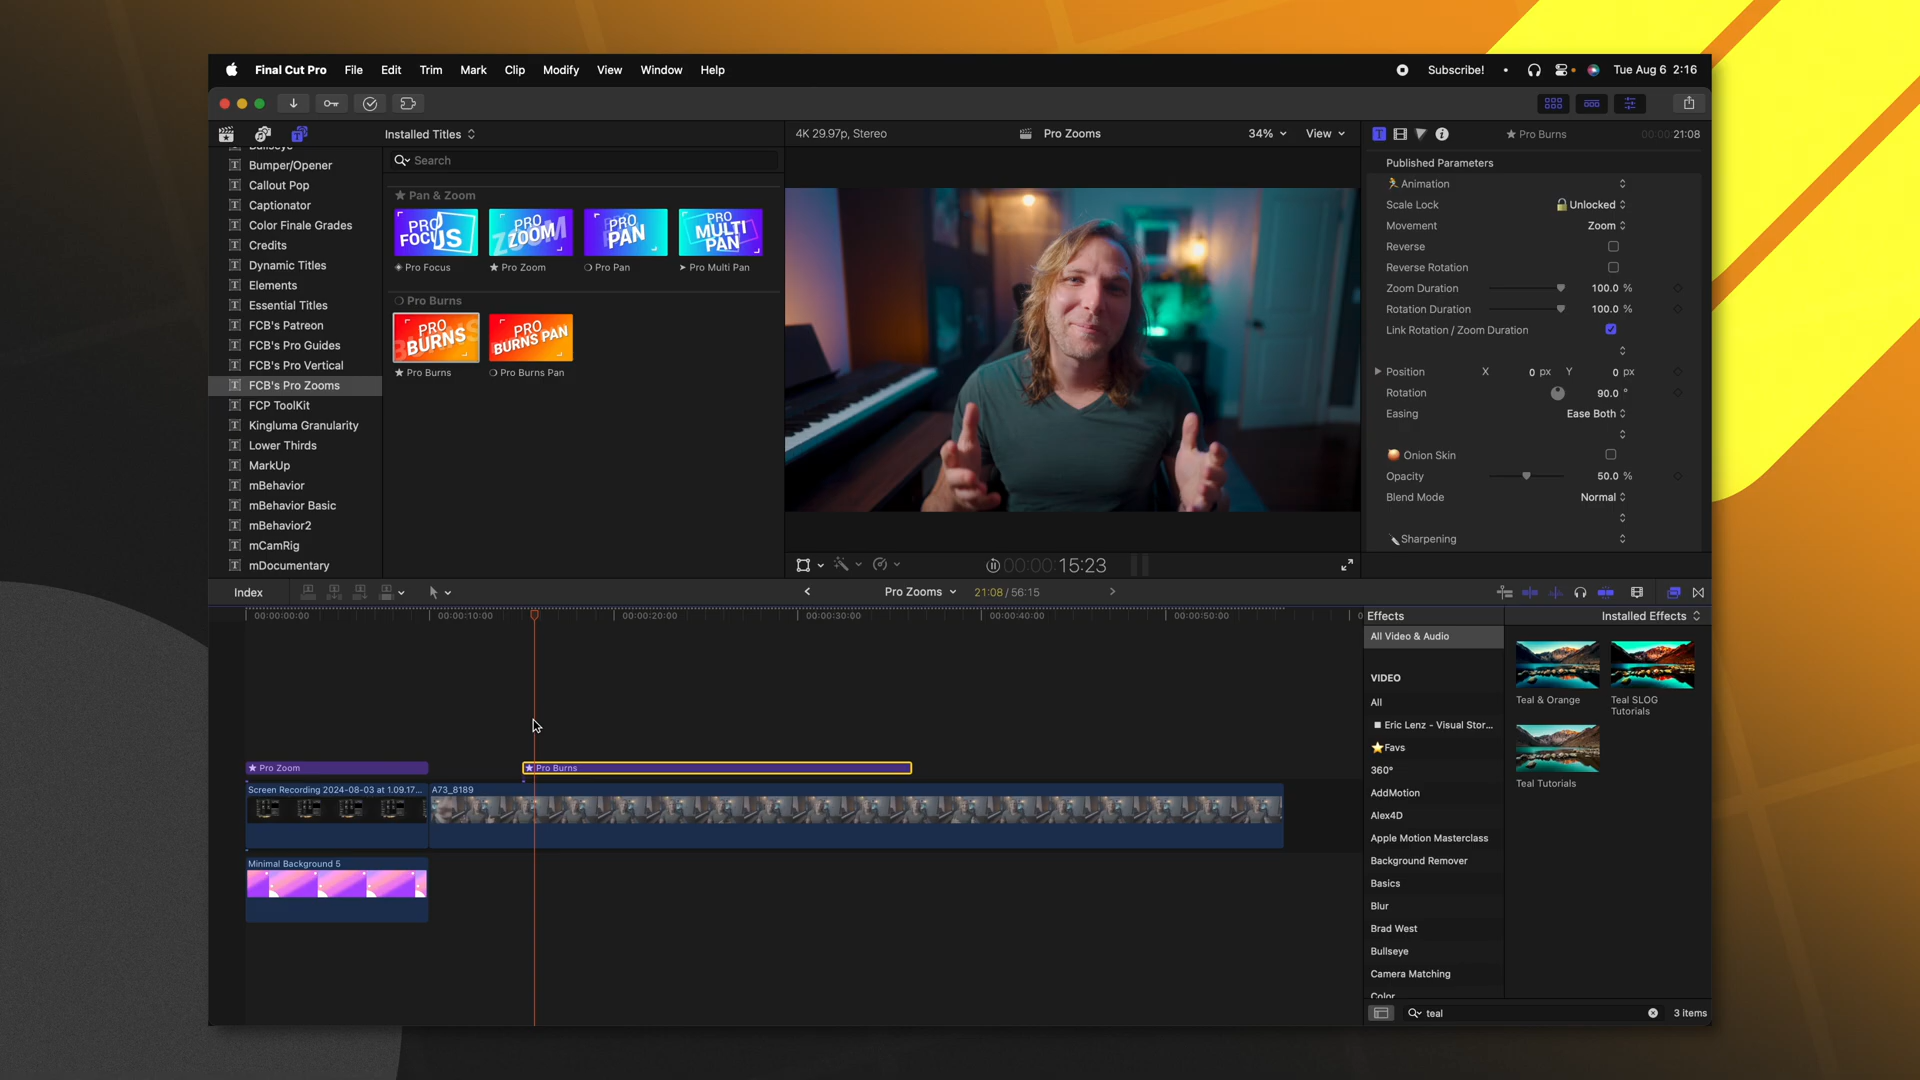 Final Cut Pro File Edit Trim Mark Clip Modify View Window Help
Subscribe! • Tue Aug 6 2:16
Installed Titles
Bullseye
Bumper/Opener
Callout Pop
Captionator
Color Finale Grades
Credits
Dynamic Titles
Elements
Essential Titles
FCB's Patreon
FCB's Pro Guides
FCB's Pro Vertical
FCB's Pro Zooms
FCP ToolKit
Kingluma Granularity
Lower Thirds
MarkUp
mBehavior
mBehavior Basic
mBehavior2
mCamRig
mDocumentary
Search
Pan & Zoom
PRO FOCUS
PRO ZOOM
PRO PAN
PRO MULTI PAN
Pro Focus
Pro Zoom
Pro Pan
Pro Multi Pan
Pro Burns
PRO BURNS
PRO BURNS PAN
Pro Burns
Pro Burns Pan
4K 29.97p, Stereo
Pro Zooms
34%
View
00:00:00 15:23
Pro Burns
00:00 21:08
Published Parameters
Animation
Scale Lock Unlocked
Movement Zoom
Reverse
Reverse Rotation
Zoom Duration 100.0 %
Rotation Duration 100.0 %
Link Rotation / Zoom Duration
Position X 0 px Y 0 px
Rotation 90.0 °
Easing Ease Both
Onion Skin
Opacity 50.0 %
Blend Mode Normal
Sharpening
Index
Pro Zooms
21:08 / 56:15
00:00:00:00 00:00:10:00 00:00:20:00 00:00:30:00 00:00:40:00 00:00:50:00
Pro Zoom
Pro Burns
Screen Recording 2024-08-03 at 1.09.17...
A73_8189
Minimal Background 5
Effects
Installed Effects
All Video & Audio
VIDEO
All
Eric Lenz - Visual Stor...
Favs
360°
AddMotion
Alex4D
Apple Motion Masterclass
Background Remover
Basics
Blur
Brad West
Bullseye
Camera Matching
Color
Teal & Orange
Teal SLOG
Tutorials
Teal Tutorials
teal
3 items